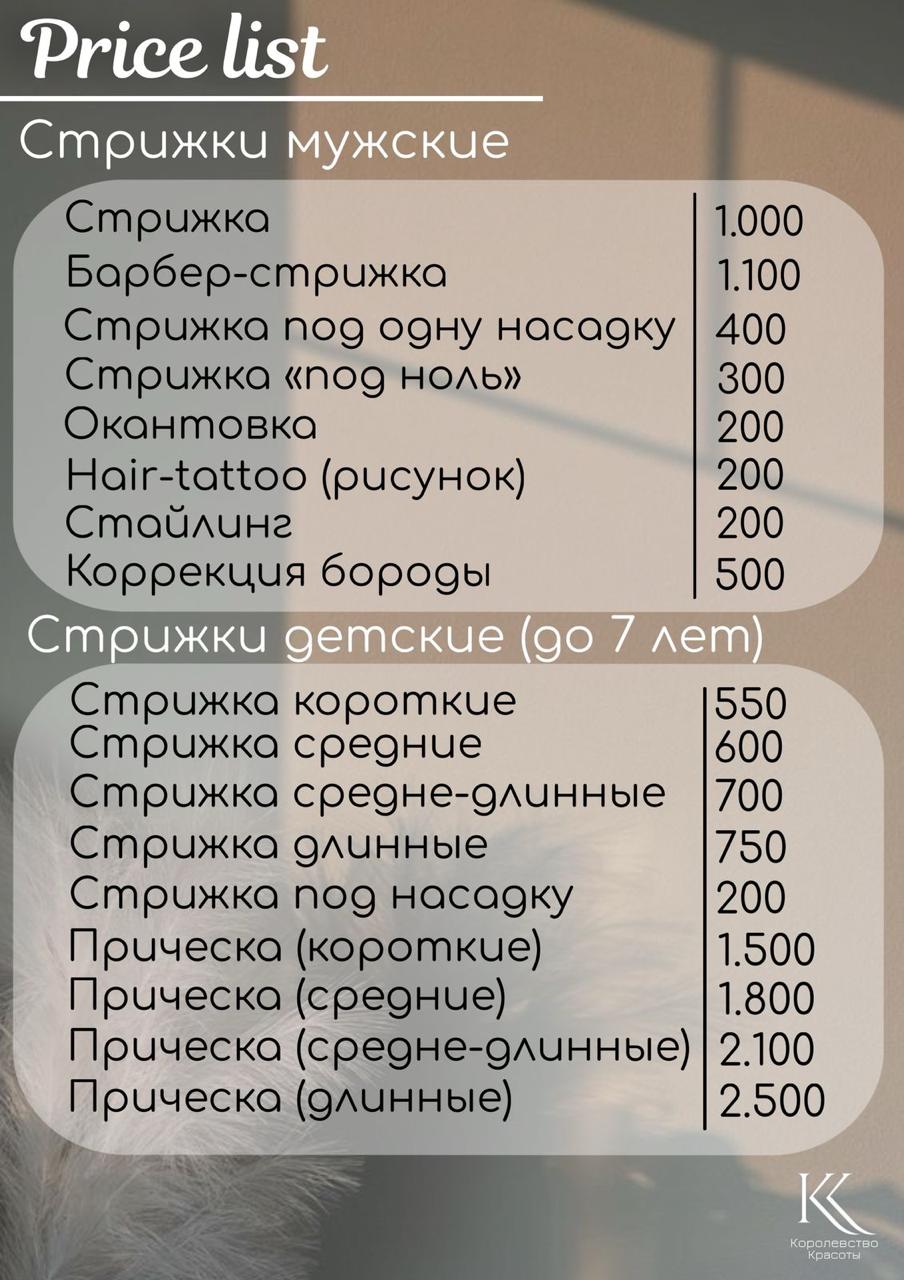 Price list
Стрижки мужские
Стрижка 1.000
Барбер-стрижка 1.100
Стрижка под одну насадку 400
Стрижка «под ноль» 300
Окантовка 200
Hair-tattoo (рисунок) 200
Стайлинг 200
Коррекция бороды 500
Стрижки детские (до 7 лет)
Стрижка короткие 550
Стрижка средние 600
Стрижка средне-длинные 700
Стрижка длинные 750
Стрижка под насадку 200
Прическа (короткие) 1.500
Прическа (средние) 1.800
Прическа (средне-длинные) 2.100
Прическа (длинные) 2.500
КК
Королевство
Красоты